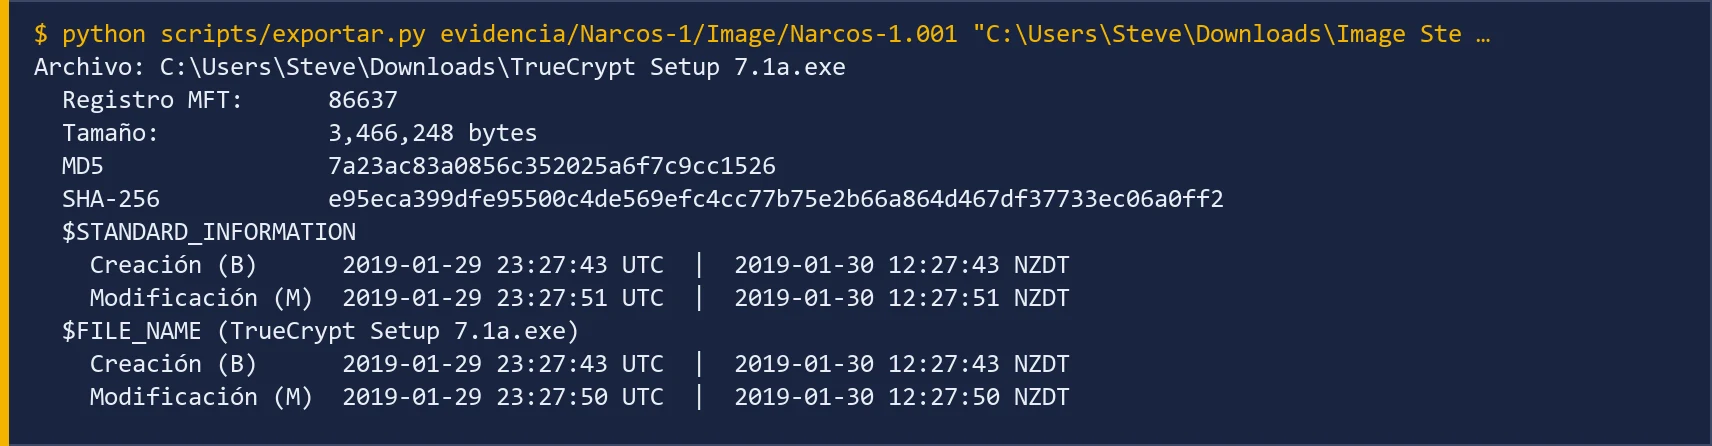 $ python scripts/exportar.py evidencia/Narcos-1/Image/Narcos-1.001 "C:\Users\Steve\Downloads\Image Ste …
Archivo: C:\Users\Steve\Downloads\TrueCrypt Setup 7.1a.exe
Registro MFT: 86637
Tamaño: 3,466,248 bytes
MD5 7a23ac83a0856c352025a6f7c9cc1526
SHA-256 e95eca399dfe95500c4de569efc4cc77b75e2b66a864d467df37733ec06a0ff2
$STANDARD_INFORMATION
Creación (B) 2019-01-29 23:27:43 UTC | 2019-01-30 12:27:43 NZDT
Modificación (M) 2019-01-29 23:27:51 UTC | 2019-01-30 12:27:51 NZDT
$FILE_NAME (TrueCrypt Setup 7.1a.exe)
Creación (B) 2019-01-29 23:27:43 UTC | 2019-01-30 12:27:43 NZDT
Modificación (M) 2019-01-29 23:27:50 UTC | 2019-01-30 12:27:50 NZDT